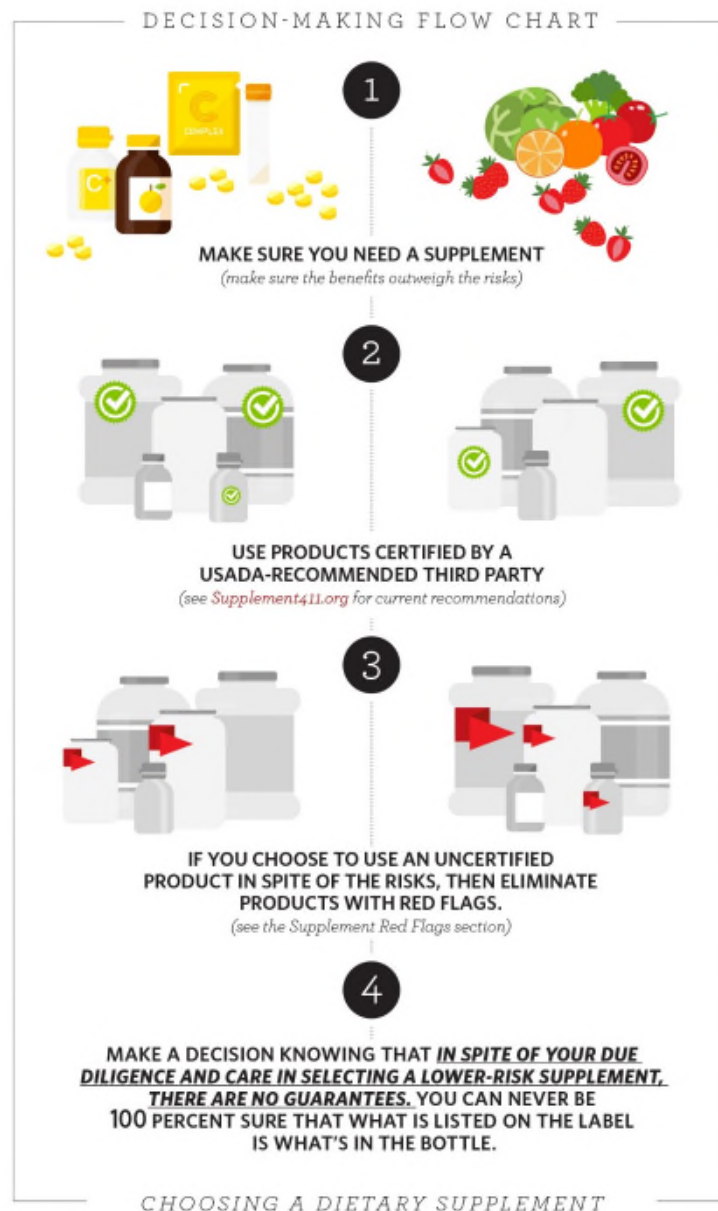 DECISION-MAKING FLOW CHART
1
C
COMPLEX
C+
MAKE SURE YOU NEED A SUPPLEMENT
(make sure the benefits outweigh the risks)
2
USE PRODUCTS CERTIFIED BY A
USADA-RECOMMENDED THIRD PARTY
(see Supplement411.org for current recommendations)
3
IF YOU CHOOSE TO USE AN UNCERTIFIED
PRODUCT IN SPITE OF THE RISKS, THEN ELIMINATE
PRODUCTS WITH RED FLAGS.
(see the Supplement Red Flags section)
4
MAKE A DECISION KNOWING THAT IN SPITE OF YOUR DUE
DILIGENCE AND CARE IN SELECTING A LOWER-RISK SUPPLEMENT,
THERE ARE NO GUARANTEES. YOU CAN NEVER BE
100 PERCENT SURE THAT WHAT IS LISTED ON THE LABEL
IS WHAT'S IN THE BOTTLE.
CHOOSING A DIETARY SUPPLEMENT